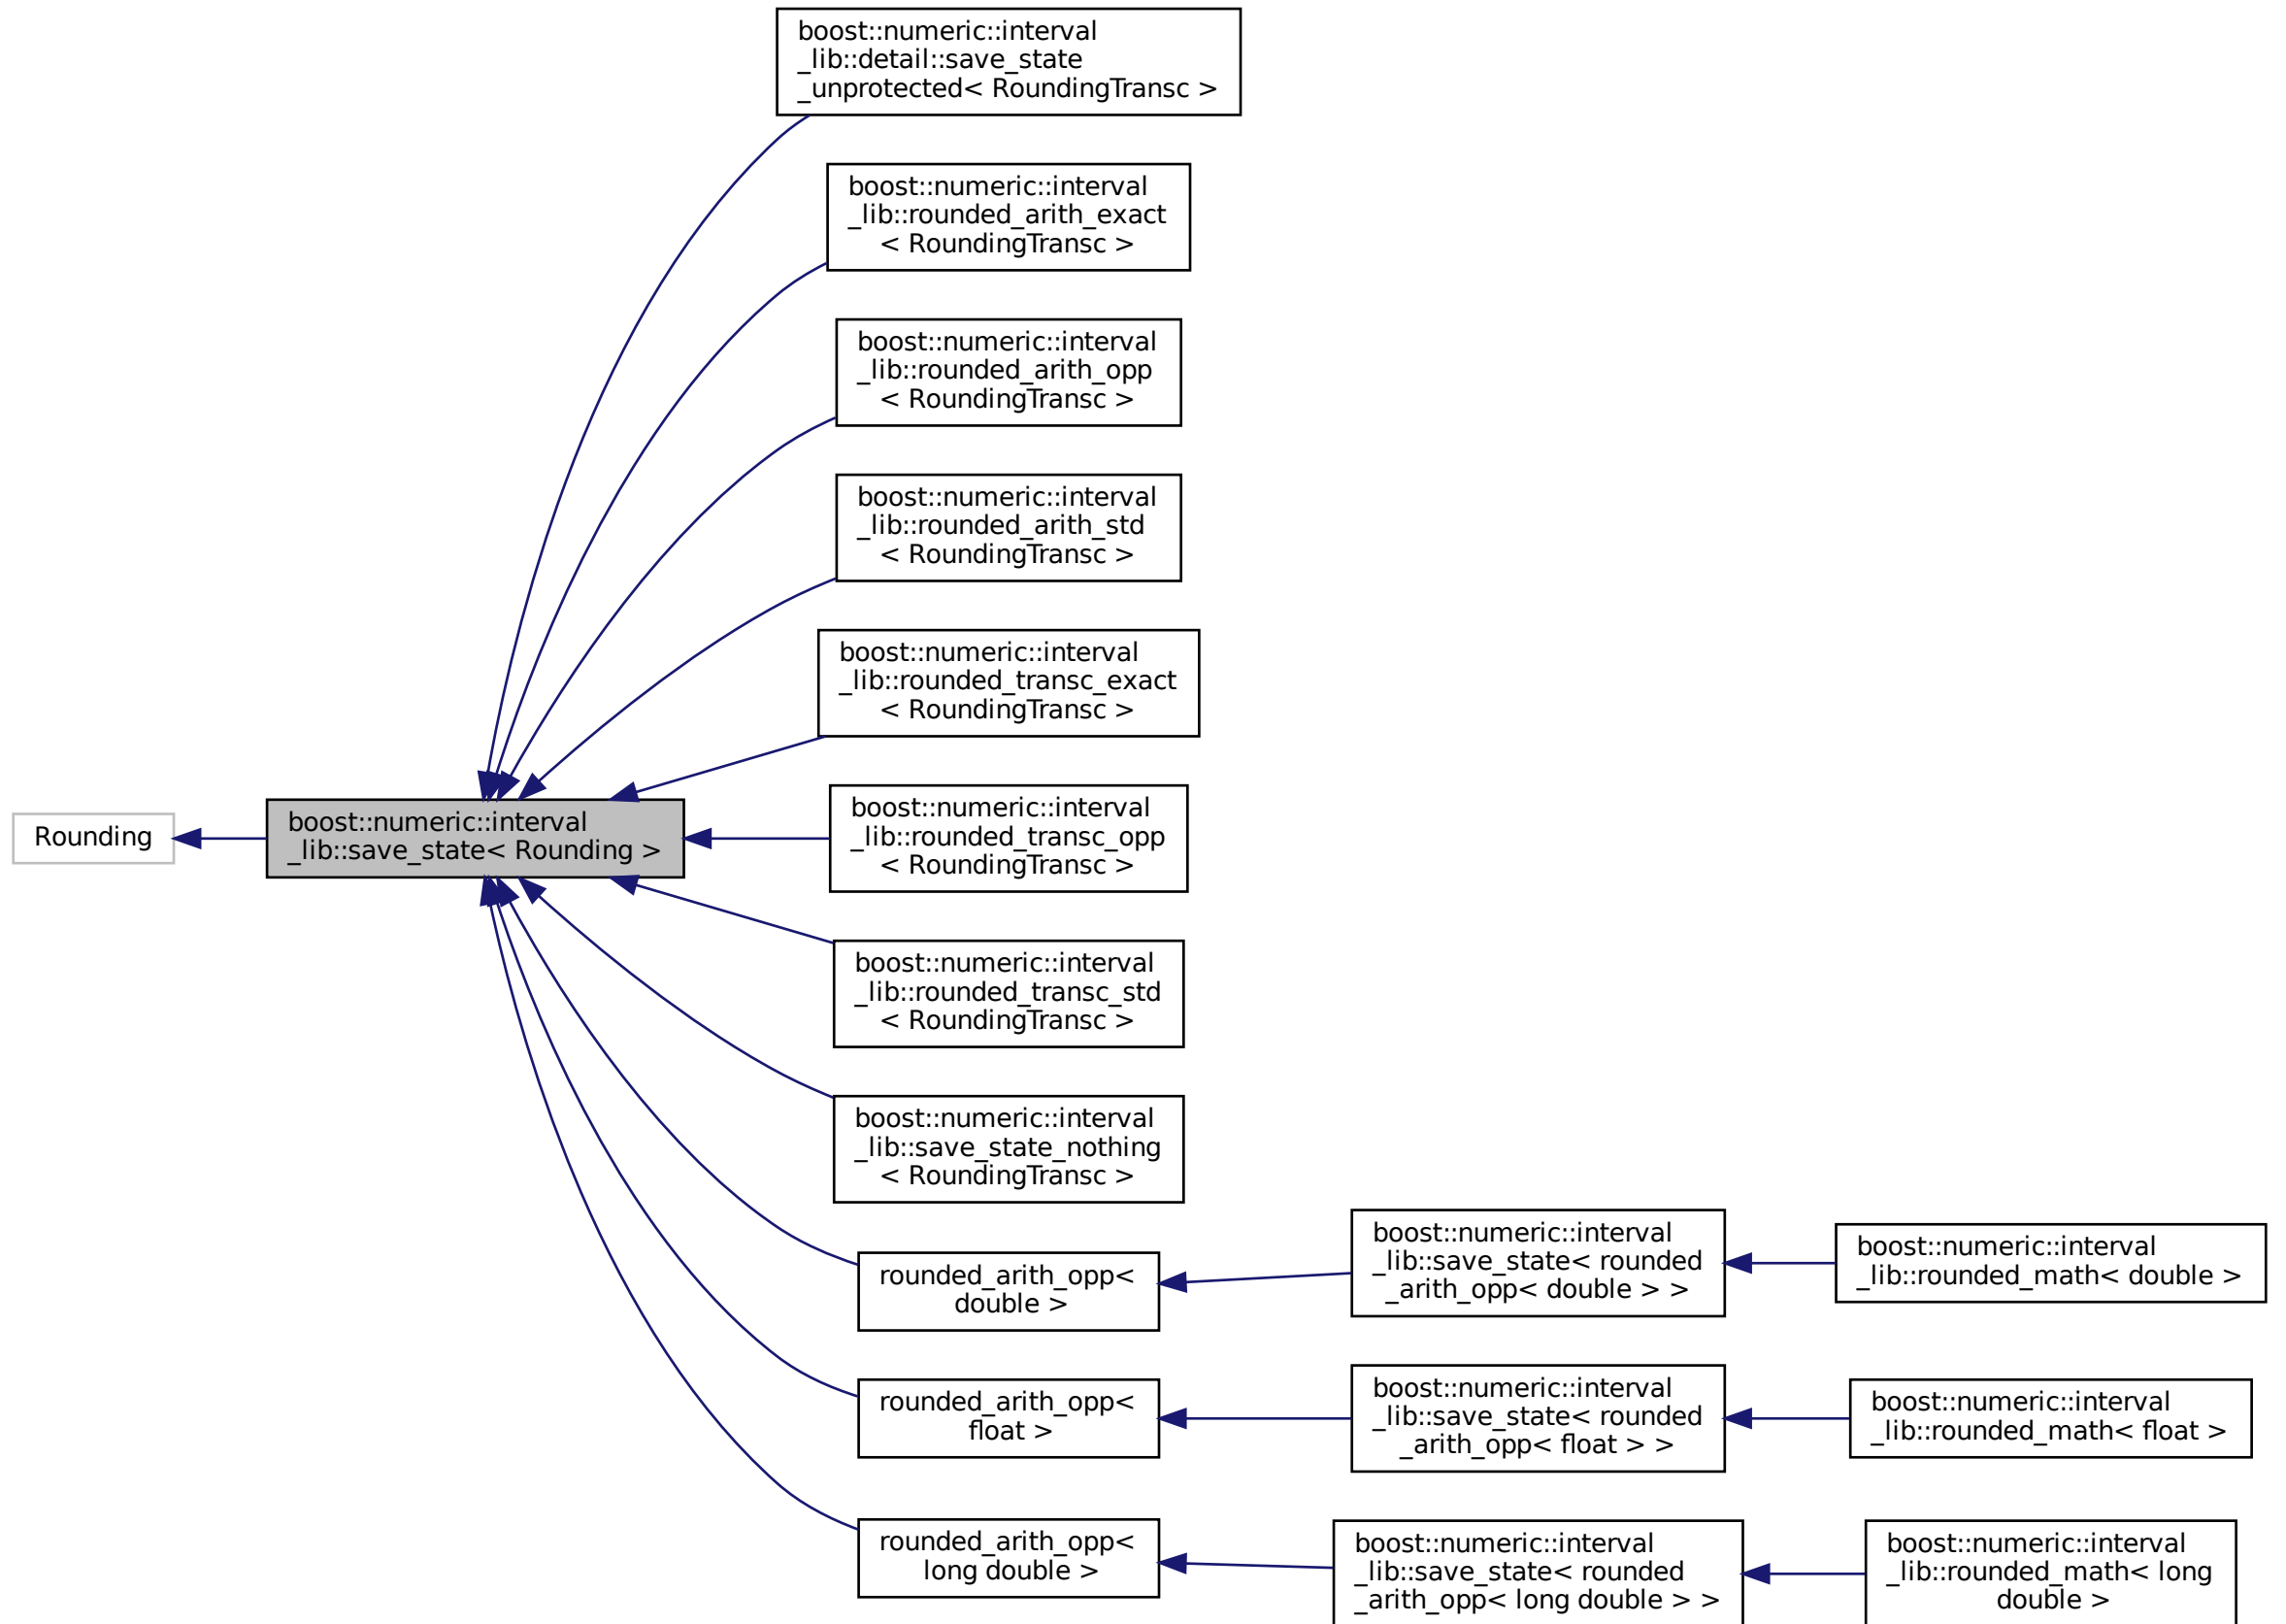 boost::numeric::interval
_lib::detail::save_state
_unprotected< RoundingTransc >
boost::numeric::interval
_lib::rounded_arith_exact
< RoundingTransc >
boost::numeric::interval
_lib::rounded_arith_opp
< RoundingTransc >
boost::numeric::interval
_lib::rounded_arith_std
< RoundingTransc >
boost::numeric::interval
_lib::rounded_transc_exact
< RoundingTransc >
Rounding
boost::numeric::interval
_lib::save_state< Rounding >
boost::numeric::interval
_lib::rounded_transc_opp
< RoundingTransc >
boost::numeric::interval
_lib::rounded_transc_std
< RoundingTransc >
boost::numeric::interval
_lib::save_state_nothing
< RoundingTransc >
rounded_arith_opp<
double >
boost::numeric::interval
_lib::save_state< rounded
_arith_opp< double > >
boost::numeric::interval
_lib::rounded_math< double >
rounded_arith_opp<
float >
boost::numeric::interval
_lib::save_state< rounded
_arith_opp< float > >
boost::numeric::interval
_lib::rounded_math< float >
rounded_arith_opp<
long double >
boost::numeric::interval
_lib::save_state< rounded
_arith_opp< long double > >
boost::numeric::interval
_lib::rounded_math< long
double >